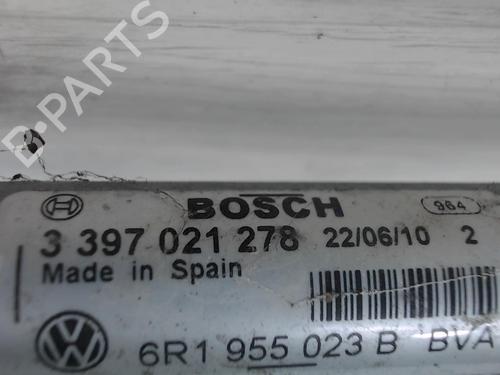 B-PARTS
BOSCH 964
3 397 021 278 22/06/10 2
Made in Spain
6R1 955 023 B BVA